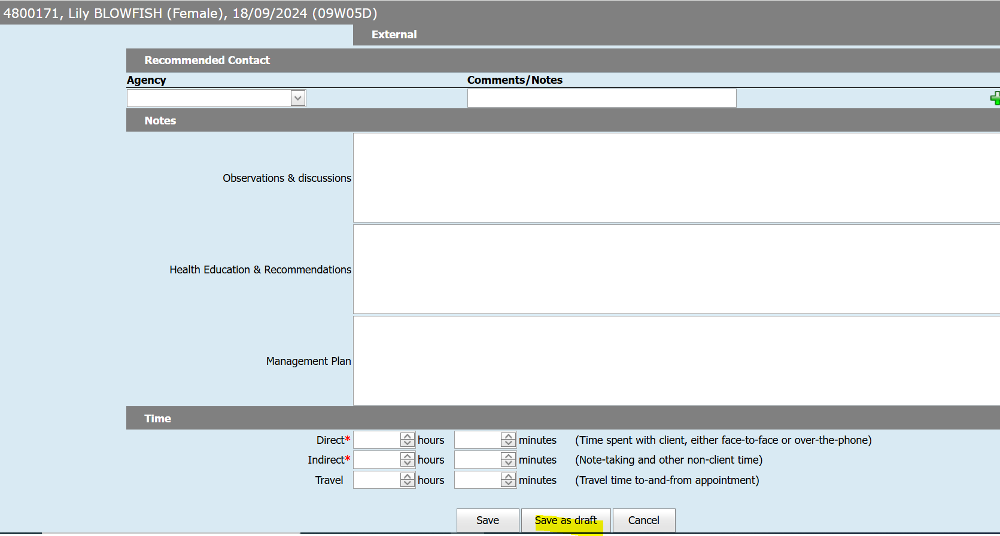 4800171, Lily BLOWFISH (Female), 18/09/2024 (09W05D)
External
Recommended Contact
Agency Comments/Notes
Notes
Observations & discussions
Health Education & Recommendations
Management Plan
Time
Direct* hours minutes (Time spent with client, either face-to-face or over-the-phone)
Indirect* hours minutes (Note-taking and other non-client time)
Travel hours minutes (Travel time to-and-from appointment)
Save Save as draft Cancel